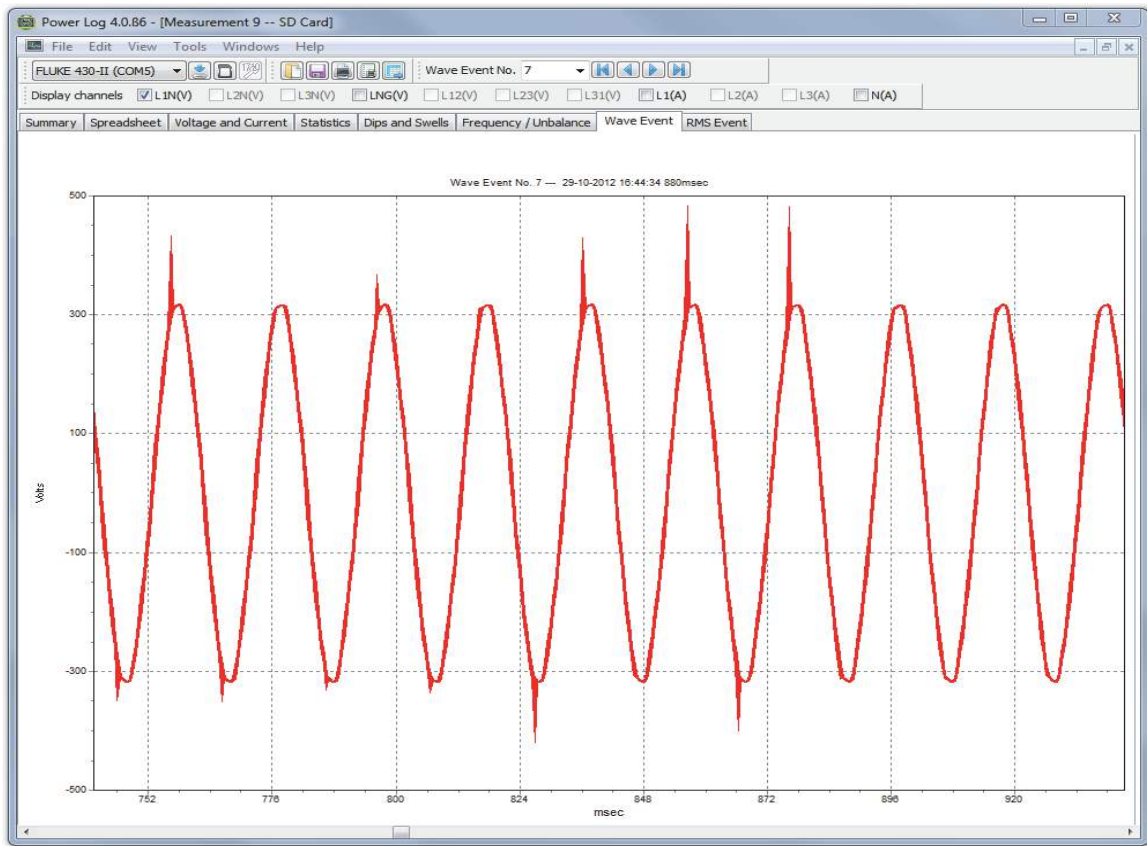 Power Log 4.0.86 - [Measurement 9 -- SD Card]
File Edit View Tools Windows Help
FLUKE 430-II (COM5) Wave Event No. 7
Display channels L1N(V) L2N(V) L3N(V) LNG(V) L12(V) L23(V) L31(V) L1(A) L2(A) L3(A) N(A)
Summary Spreadsheet Voltage and Current Statistics Dips and Swells Frequency / Unbalance Wave Event RMS Event
Wave Event No. 7 --- 29-10-2012 16:44:34 880msec
500
300
100
Volts
-100
-300
-500
752 776 800 824 848 872 896 920
msec